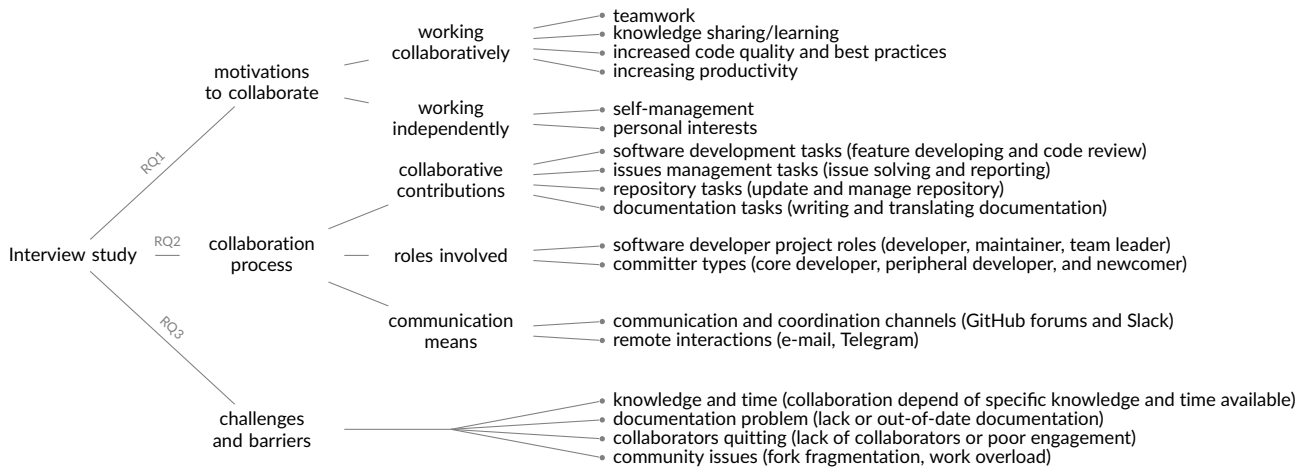 teamwork
working
collaboratively
knowledge sharing/learning
increased code quality and best practices
increasing productivity
motivations
to collaborate
working
independently
self-management
personal interests
RQ1
collaborative
contributions
software development tasks (feature developing and code review)
issues management tasks (issue solving and reporting)
repository tasks (update and manage repository)
documentation tasks (writing and translating documentation)
Interview study
RQ2
collaboration
process
roles involved
software developer project roles (developer, maintainer, team leader)
committer types (core developer, peripheral developer, and newcomer)
communication
means
communication and coordination channels (GitHub forums and Slack)
remote interactions (e-mail, Telegram)
RQ3
challenges
and barriers
knowledge and time (collaboration depend of specific knowledge and time available)
documentation problem (lack or out-of-date documentation)
collaborators quitting (lack of collaborators or poor engagement)
community issues (fork fragmentation, work overload)